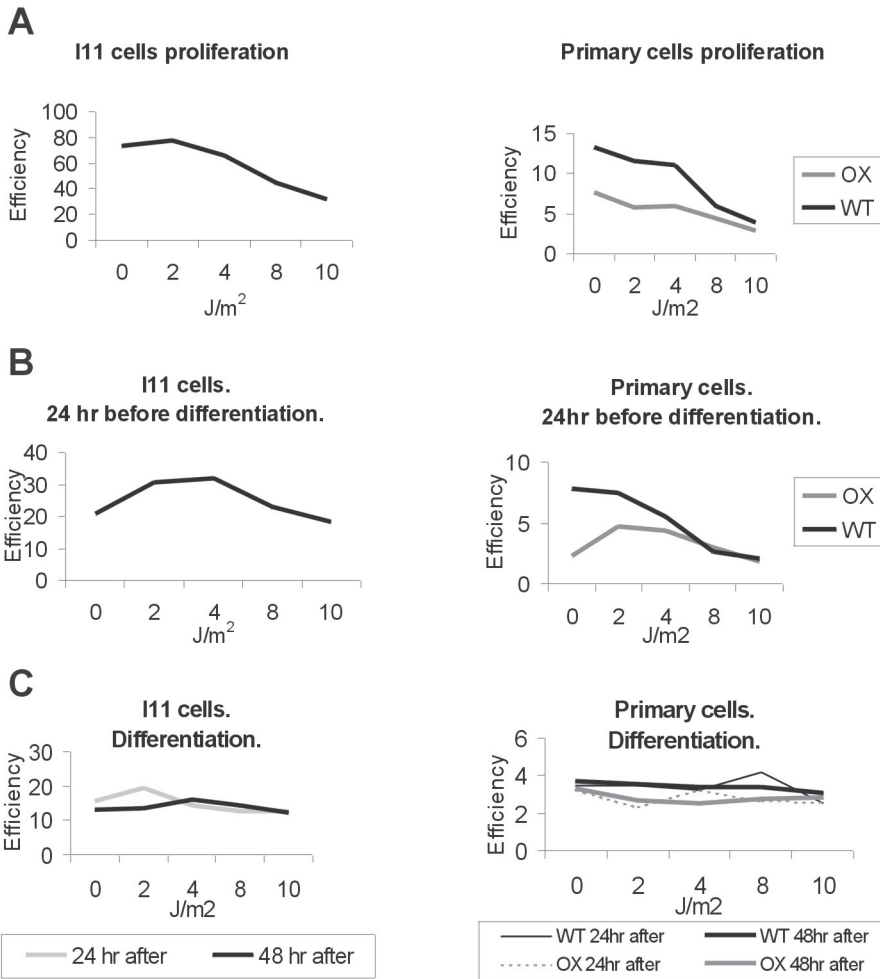 A
I11 cells proliferation
Efficiency
100
80
60
40
20
0
0 2 4 8 10
J/m²
Primary cells proliferation
Efficiency
15
10
5
0
0 2 4 8 10
J/m2
OX
WT
B
I11 cells.
24 hr before differentiation.
Efficiency
40
30
20
10
0
0 2 4 8 10
J/m²
Primary cells.
24hr before differentiation.
Efficiency
10
5
0
0 2 4 8 10
J/m2
OX
WT
C
I11 cells.
Differentiation.
Efficiency
30
20
10
0
0 2 4 8 10
J/m2
24 hr after 48 hr after
Primary cells.
Differentiation.
Efficiency
6
4
2
0
0 2 4 8 10
J/m2
WT 24hr after WT 48hr after
OX 24hr after OX 48hr after